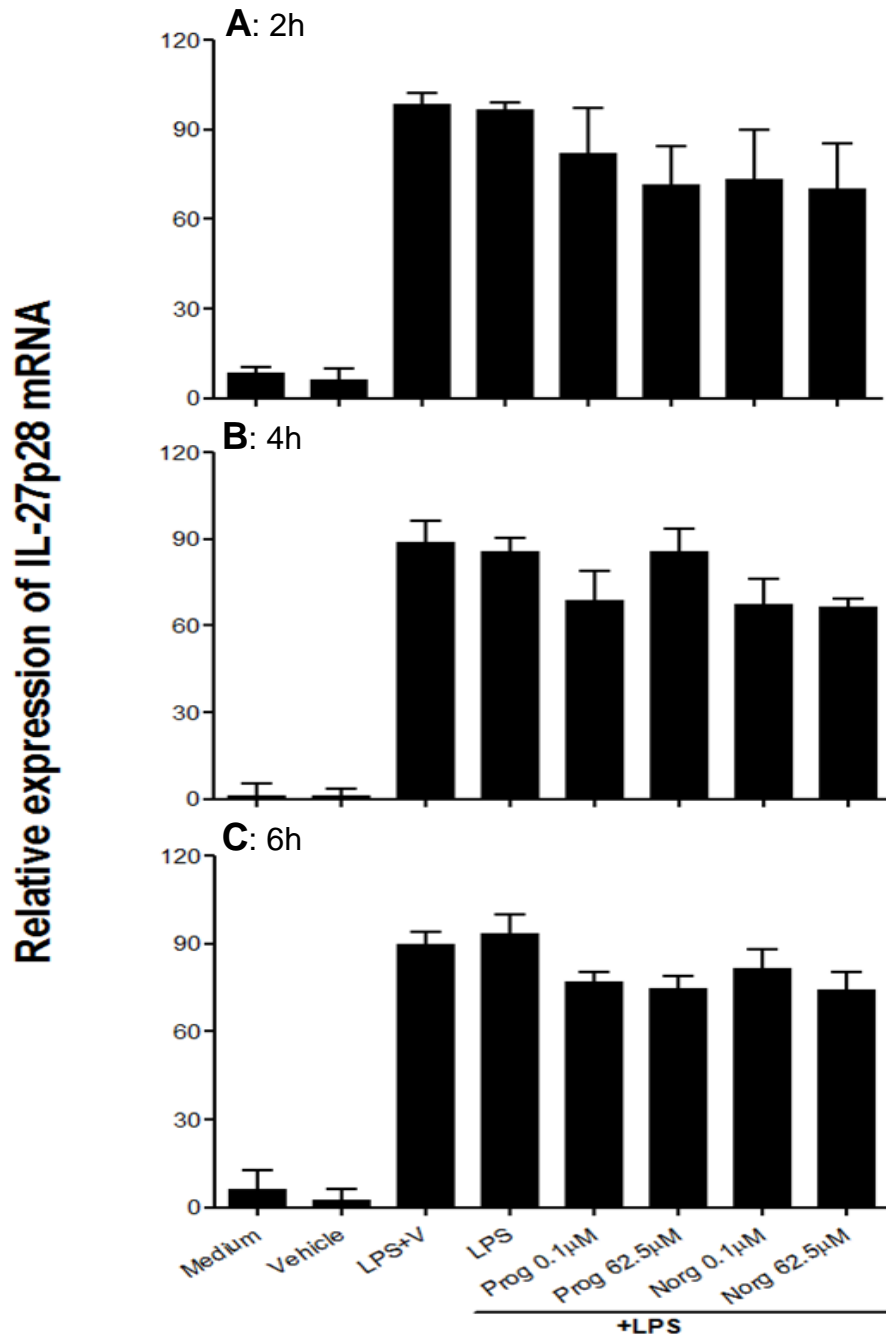 Relative expression of IL-27p28 mRNA
A: 2h
120
90
60
30
0
B: 4h
120
90
60
30
0
C: 6h
120
90
60
30
0
Medium
Vehicle
LPS+V
LPS
Prog 0.1µM
Prog 62.5µM
Norg 0.1µM
Norg 62.5µM
+LPS